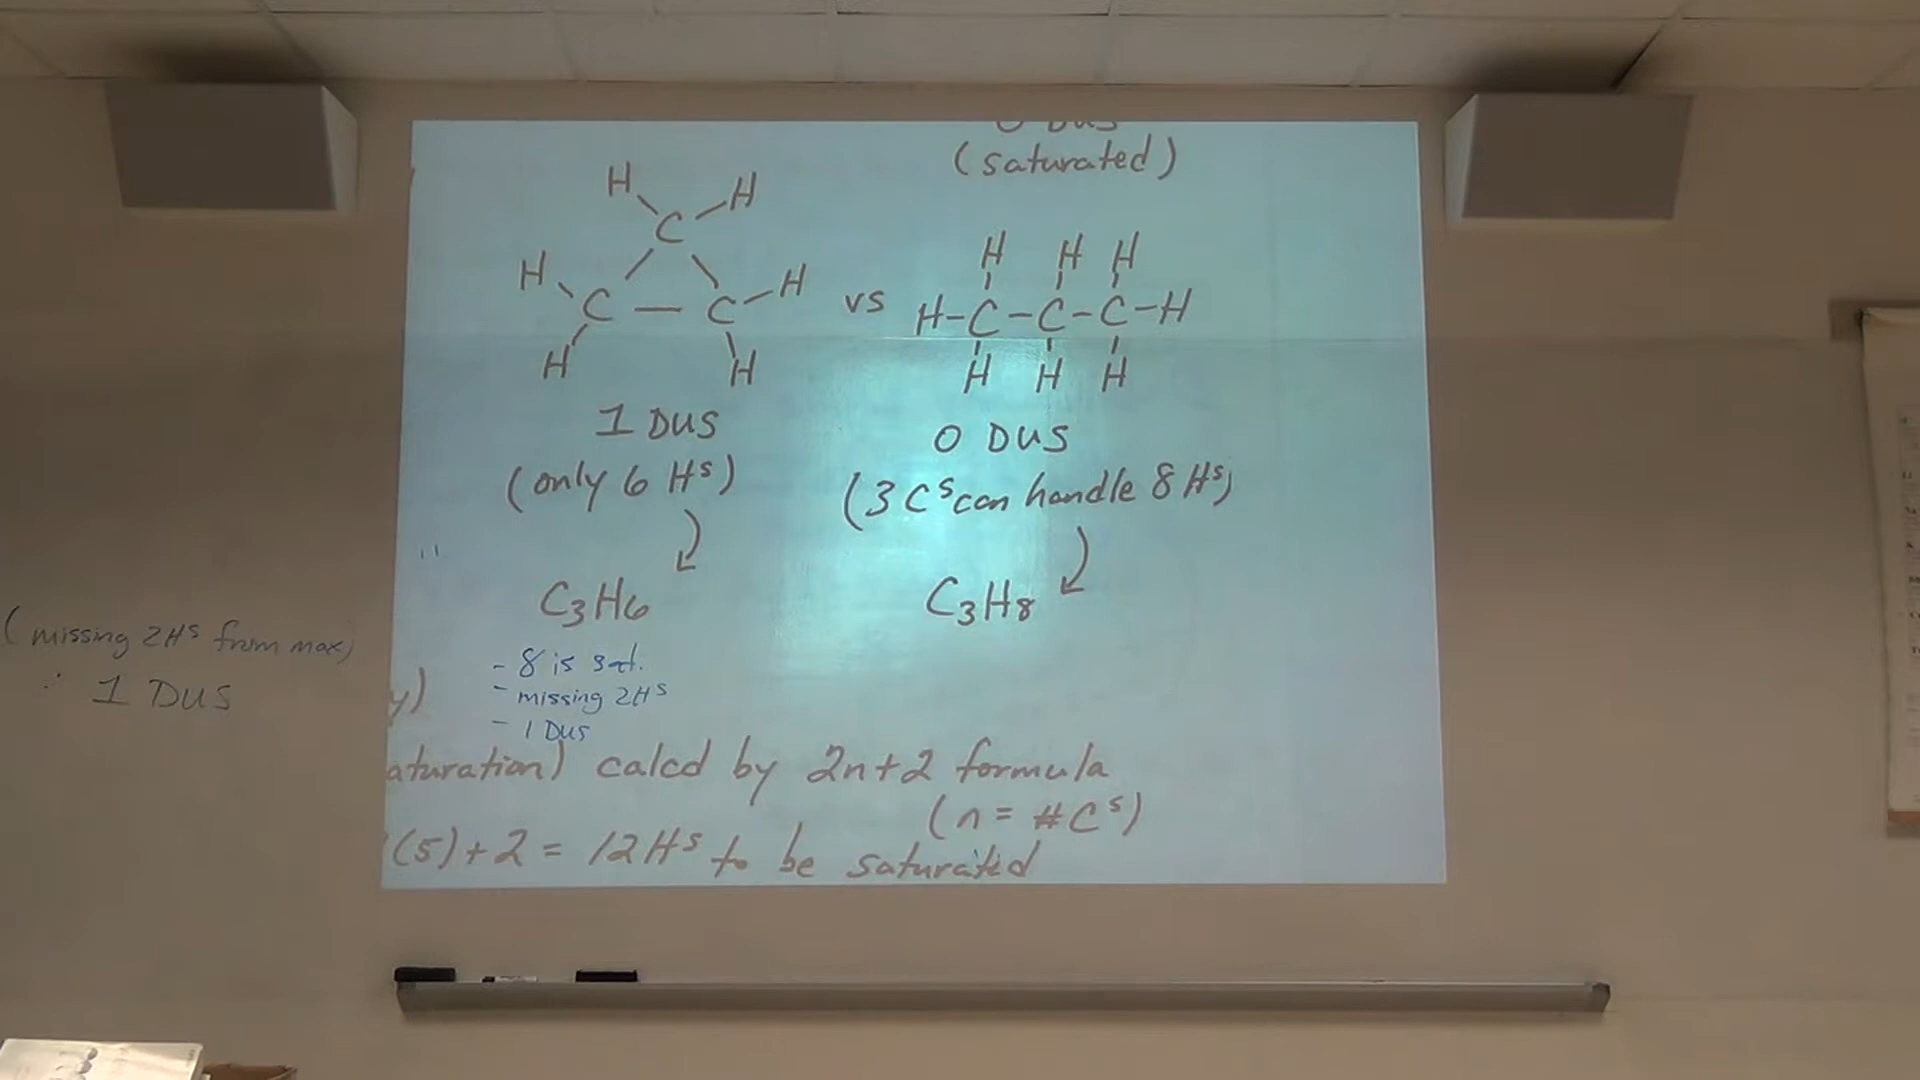 0 DUS
(saturated)
H H
H C H
C — C
H H
vs
H H H
H-C-C-C-H
H H H
1 DUS
0 DUS
(only 6 Hs)
(3 Cs can handle 8 Hs)
C3H6
C3H8
(missing 2Hs from max)
∴ 1 DUS
y)
- 8 is sat.
- missing 2Hs
- 1 DUS
aturation) calcd by 2n+2 formula
(n = #Cs)
(5)+2 = 12Hs to be saturated